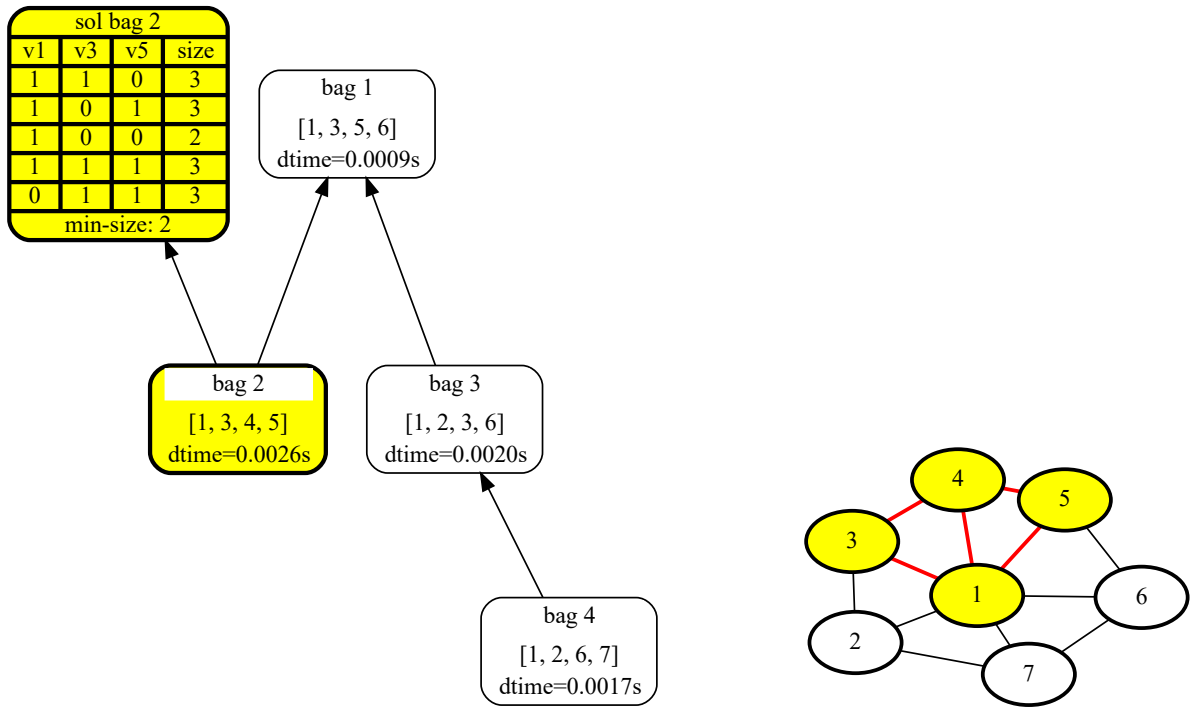 sol bag 2
v1 v3 v5 size
1 1 0 3
1 0 1 3
1 0 0 2
1 1 1 3
0 1 1 3
min-size: 2
bag 1
[1, 3, 5, 6]
dtime=0.0009s
bag 2
[1, 3, 4, 5]
dtime=0.0026s
bag 3
[1, 2, 3, 6]
dtime=0.0020s
bag 4
[1, 2, 6, 7]
dtime=0.0017s
4
5
3
1
6
2
7